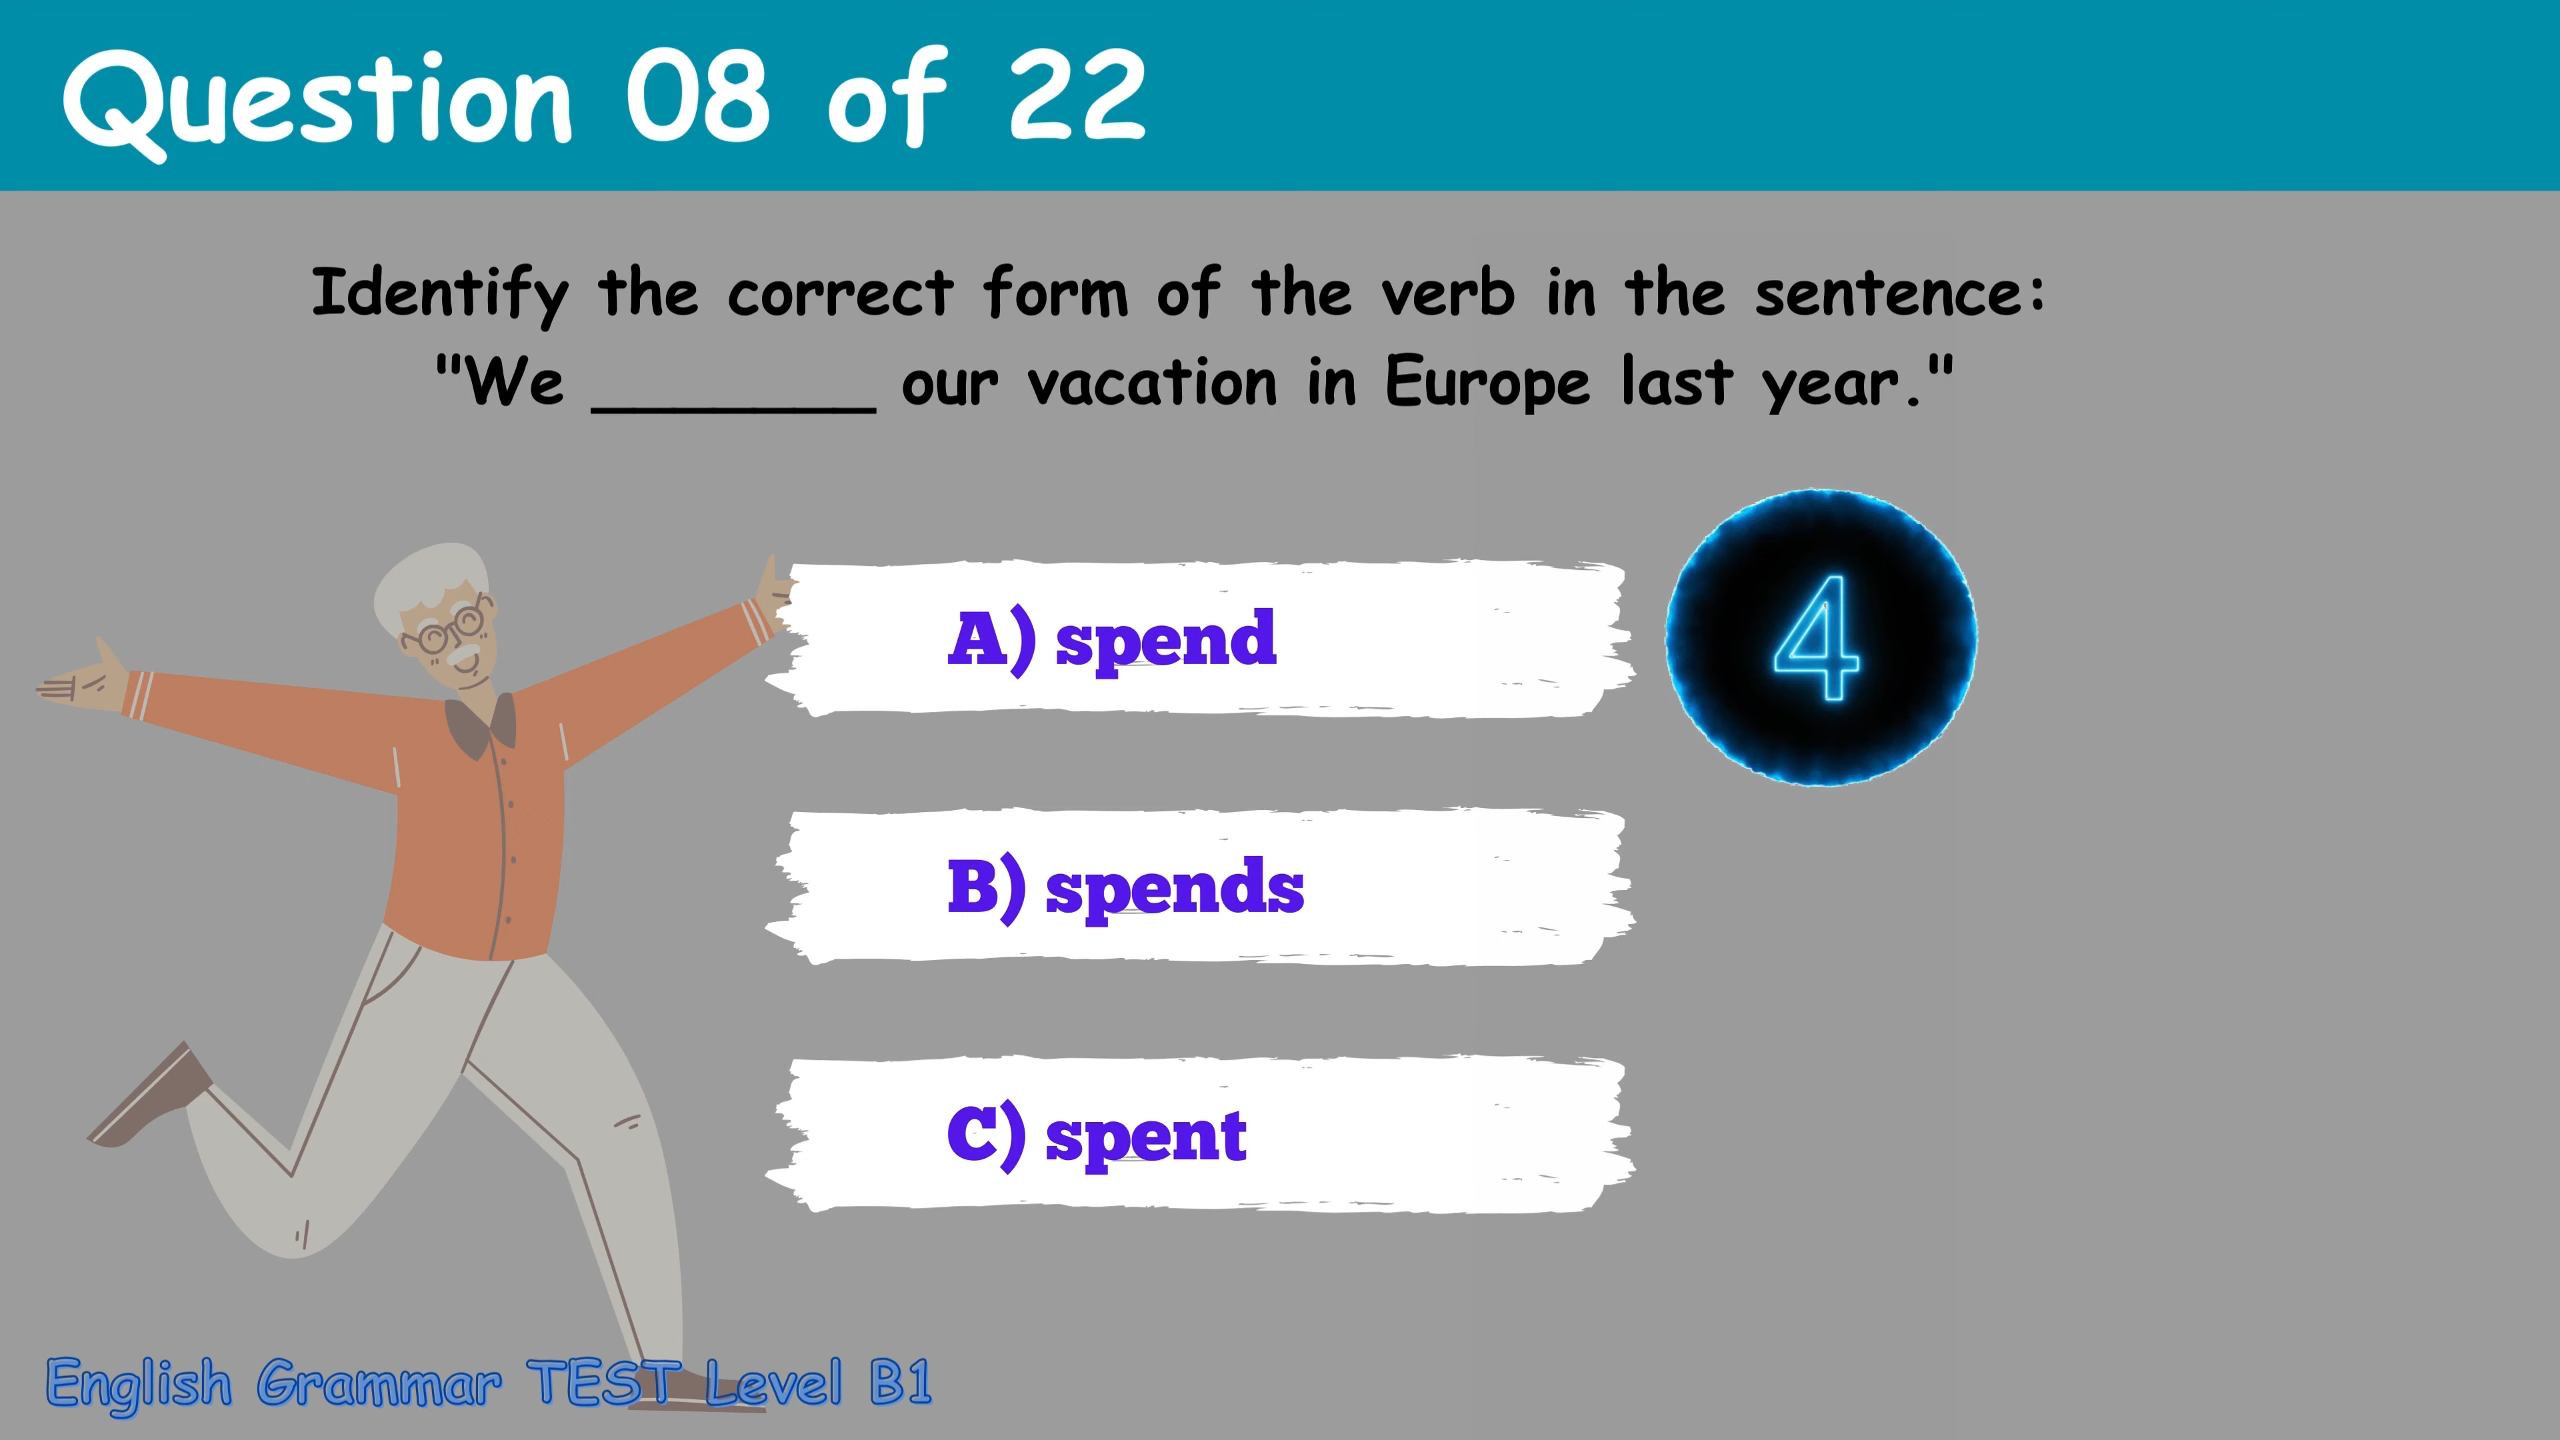 Question 08 of 22
Identify the correct form of the verb in the sentence:
"We _______ our vacation in Europe last year."
A) spend
4
B) spends
C) spent
English Grammar TEST Level B1